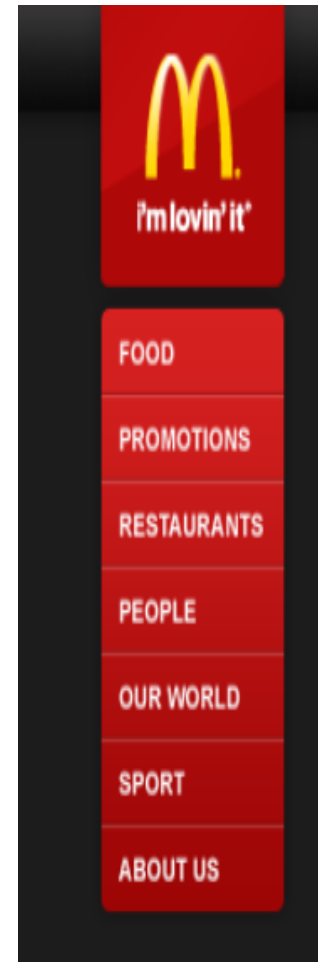 i'm lovin' it®
FOOD
PROMOTIONS
RESTAURANTS
PEOPLE
OUR WORLD
SPORT
ABOUT US